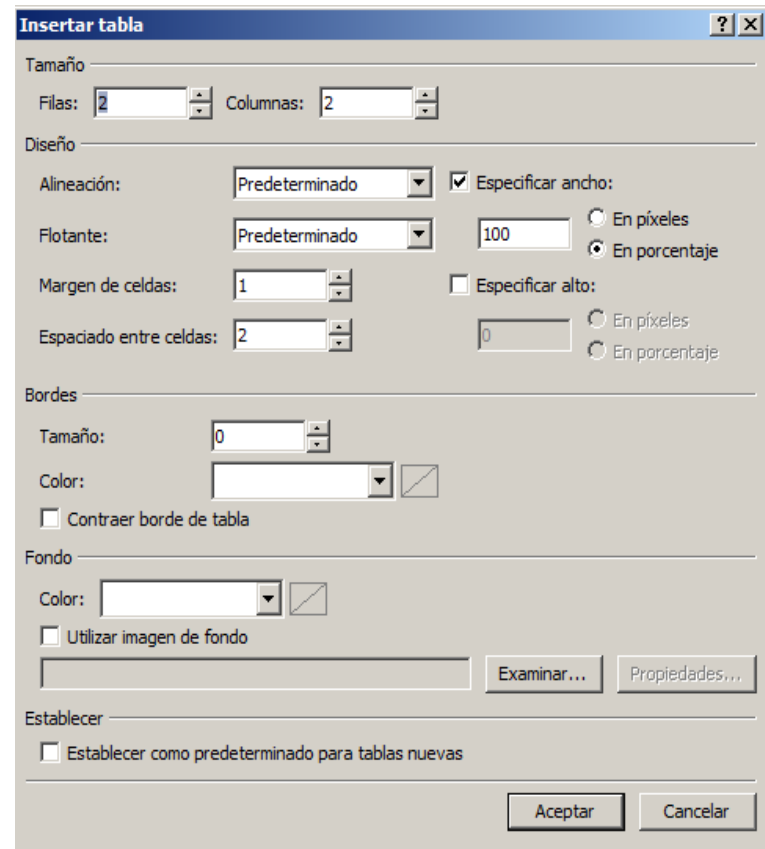 Insertar tabla
Tamaño
Filas: 2 Columnas: 2
Diseño
Alineación: Predeterminado Especificar ancho:
Flotante: Predeterminado 100 En píxeles
En porcentaje
Margen de celdas: 1 Especificar alto:
Espaciado entre celdas: 2 0 En píxeles
En porcentaje
Bordes
Tamaño: 0
Color:
Contraer borde de tabla
Fondo
Color:
Utilizar imagen de fondo
Examinar... Propiedades...
Establecer
Establecer como predeterminado para tablas nuevas
Aceptar Cancelar